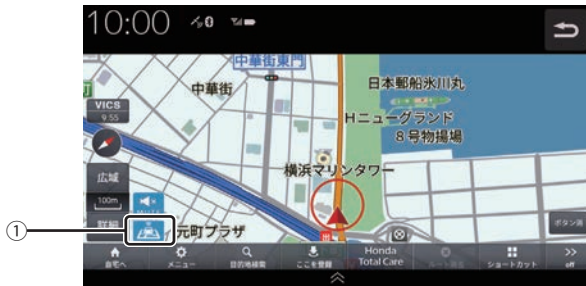 10:00
中華街東門
中華街
日本郵船氷川丸
VICS
9:55
Hニューグランド
8号物揚場
広域
横浜マリンタワー
100m
詳細
元町プラザ
①
ボタン消
自宅へ
メニュー
目的地検索
ここを登録
Honda
Total Care
ルート消去
ショートカット
off